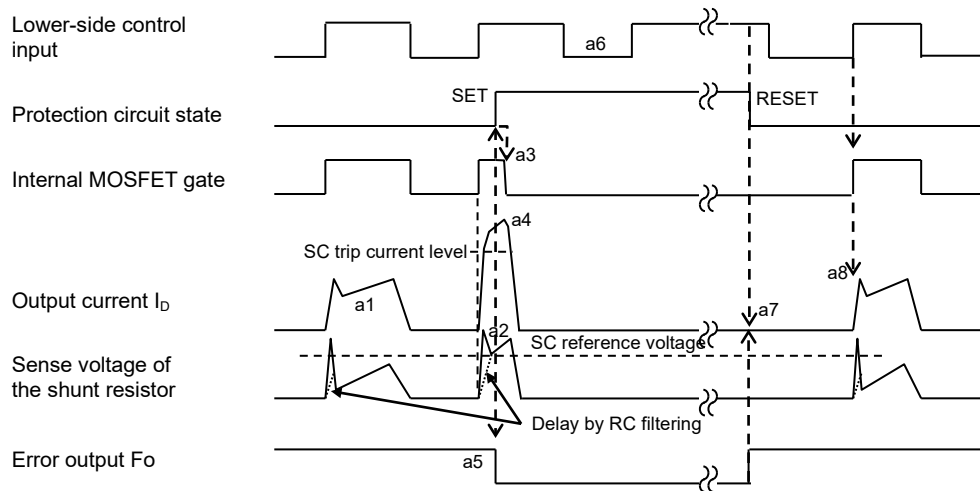 Lower-side control
input
a6
SET
RESET
Protection circuit state
a3
Internal MOSFET gate
a4
SC trip current level
a8
Output current ID
a1
a7
a2
SC reference voltage
Sense voltage of
the shunt resistor
Delay by RC filtering
Error output Fo
a5